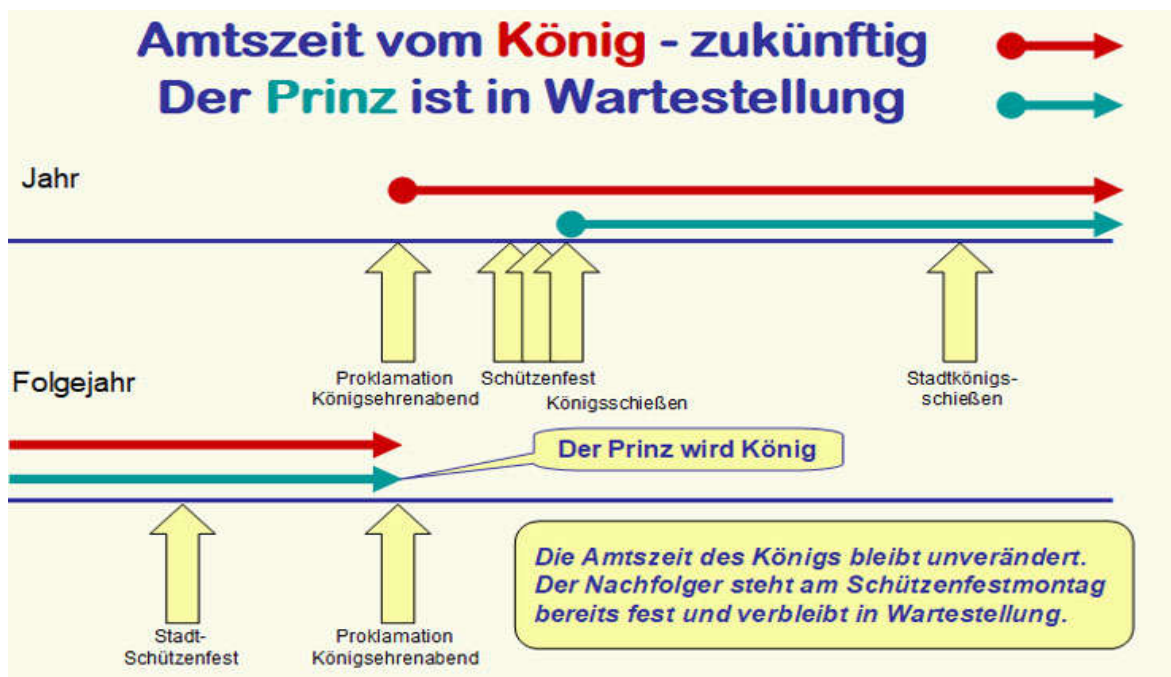 Amtszeit vom König - zukünftig
Der Prinz ist in Wartestellung
Jahr
Proklamation
Königsehrenabend
Schützenfest
Königsschießen
Stadtkönigs-
schießen
Folgejahr
Der Prinz wird König
Stadt-
Schützenfest
Proklamation
Königsehrenabend
Die Amtszeit des Königs bleibt unverändert.
Der Nachfolger steht am Schützenfestmontag
bereits fest und verbleibt in Wartestellung.